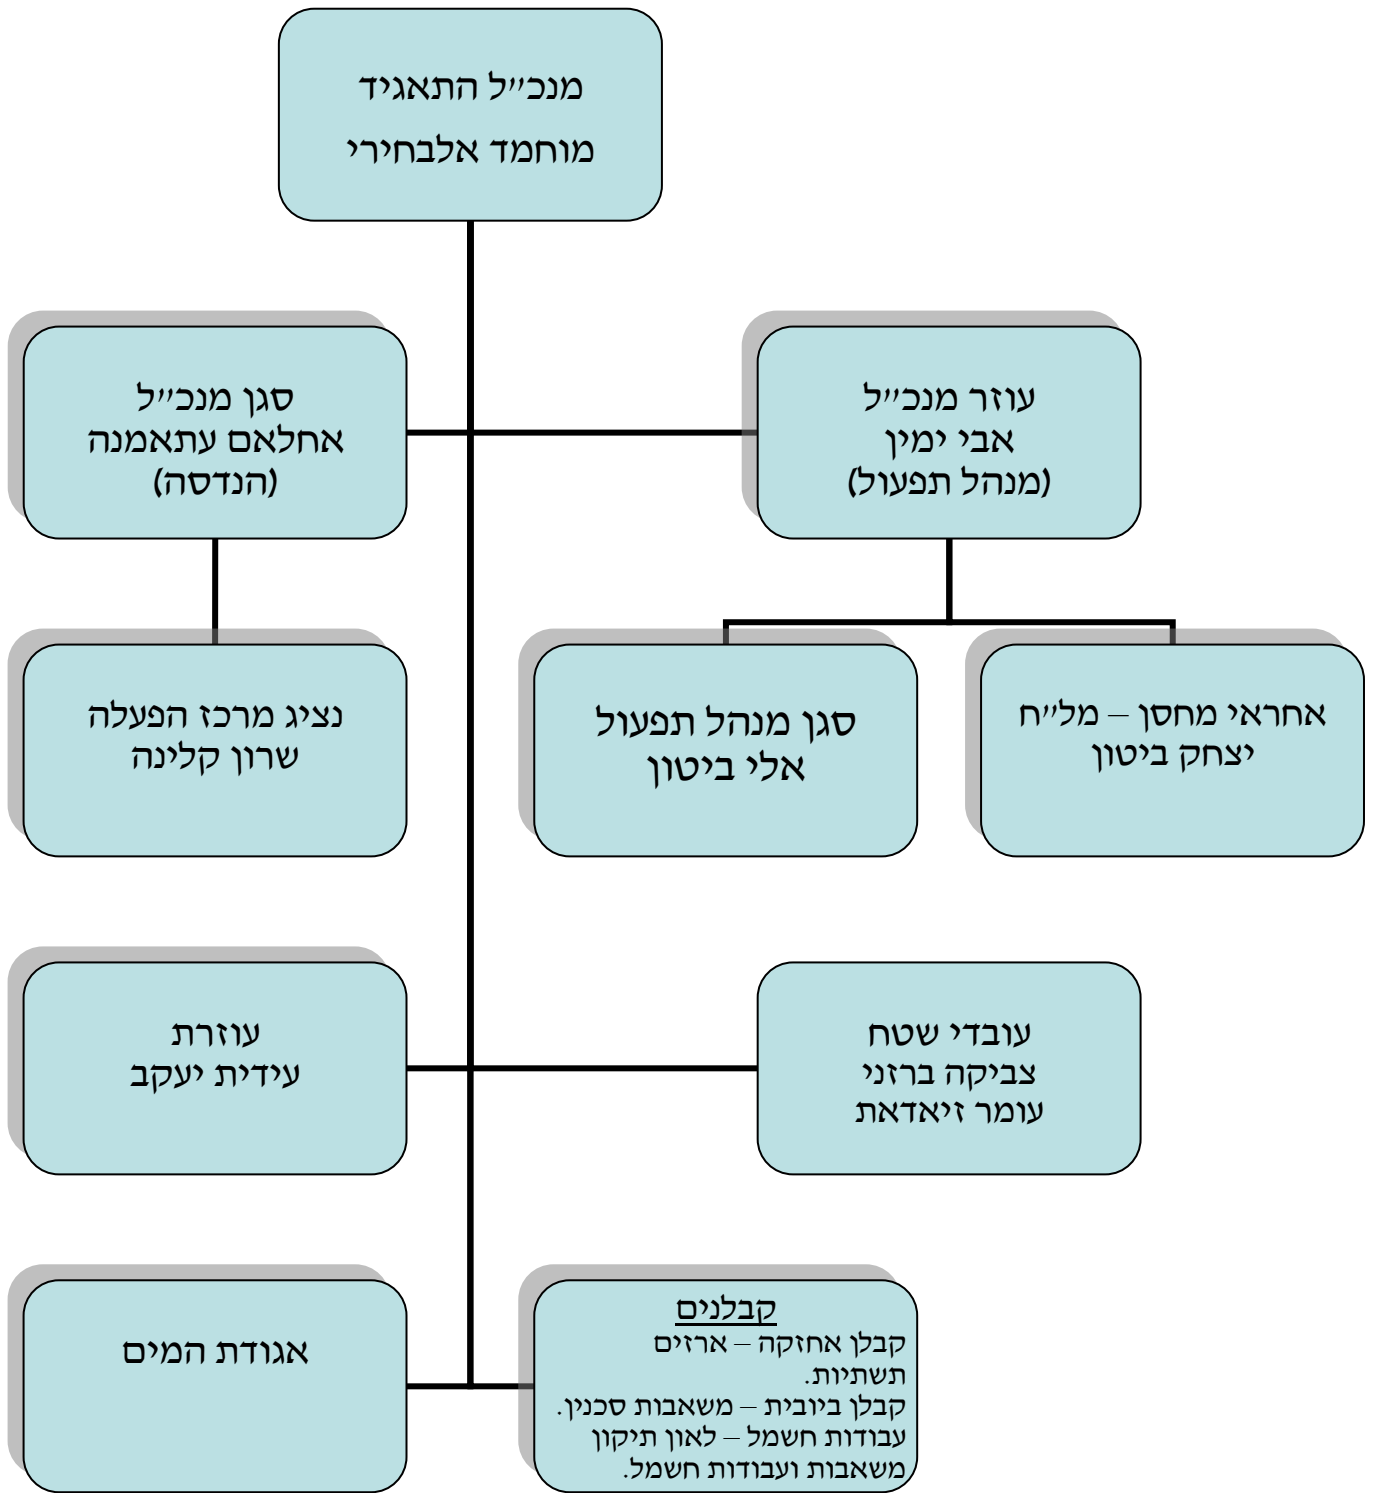 מנכ״ל התאגיד
מוחמד אלבחירי
עוזר מנכ״ל
אבי ימין
(מנהל תפעול)
סגן מנכ״ל
אחלאם עתאמנה
(הנדסה)
אחראי מחסן – מל״ח
יצחק ביטון
סגן מנהל תפעול
אלי ביטון
נציג מרכז הפעלה
שרון קלינה
עובדי שטח
צביקה ברזני
עומר זיאדאת
עוזרת
עידית יעקב
קבלנים
קבלן אחזקה – ארזים
תשתיות.
קבלן ביובית – משאבות סכנין.
עבודות חשמל – לאון תיקון
משאבות ועבודות חשמל.
אגודת המים